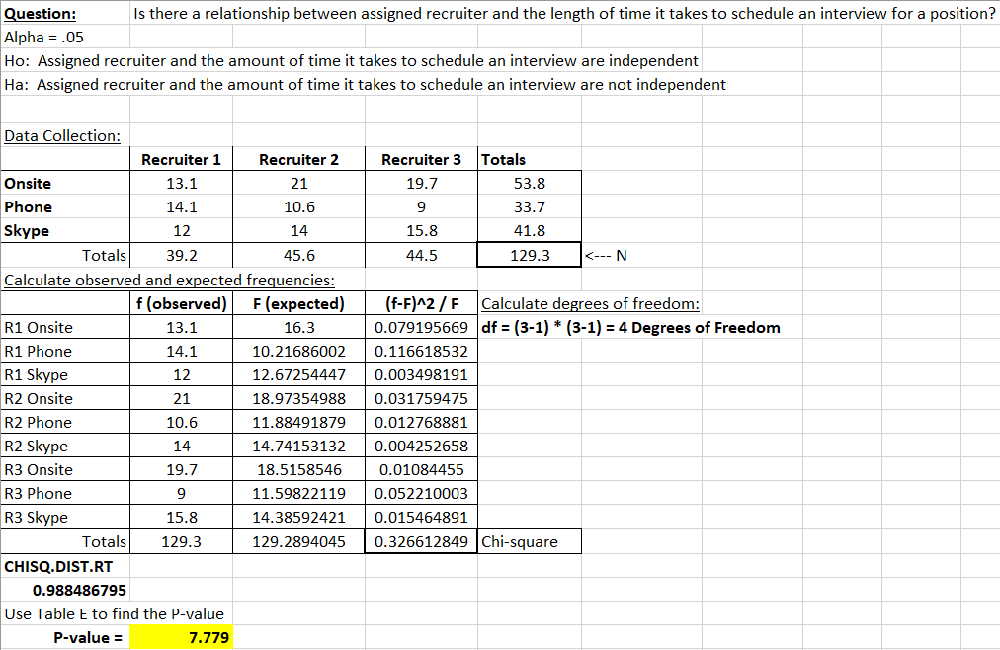 Question: Is there a relationship between assigned recruiter and the length of time it takes to schedule an interview for a position?
Alpha = .05
Ho: Assigned recruiter and the amount of time it takes to schedule an interview are independent
Ha: Assigned recruiter and the amount of time it takes to schedule an interview are not independent
Data Collection:
Recruiter 1 Recruiter 2 Recruiter 3 Totals
Onsite 13.1 21 19.7 53.8
Phone 14.1 10.6 9 33.7
Skype 12 14 15.8 41.8
Totals 39.2 45.6 44.5 129.3 <--- N
Calculate observed and expected frequencies:
f (observed) F (expected) (f-F)^2 / F Calculate degrees of freedom:
R1 Onsite 13.1 16.3 0.079195669 df = (3-1) * (3-1) = 4 Degrees of Freedom
R1 Phone 14.1 10.21686002 0.116618532
R1 Skype 12 12.67254447 0.003498191
R2 Onsite 21 18.97354988 0.031759475
R2 Phone 10.6 11.88491879 0.012768881
R2 Skype 14 14.74153132 0.004252658
R3 Onsite 19.7 18.5158546 0.01084455
R3 Phone 9 11.59822119 0.052210003
R3 Skype 15.8 14.38592421 0.015464891
Totals 129.3 129.2894045 0.326612849 Chi-square
CHISQ.DIST.RT
0.988486795
Use Table E to find the P-value
P-value = 7.779